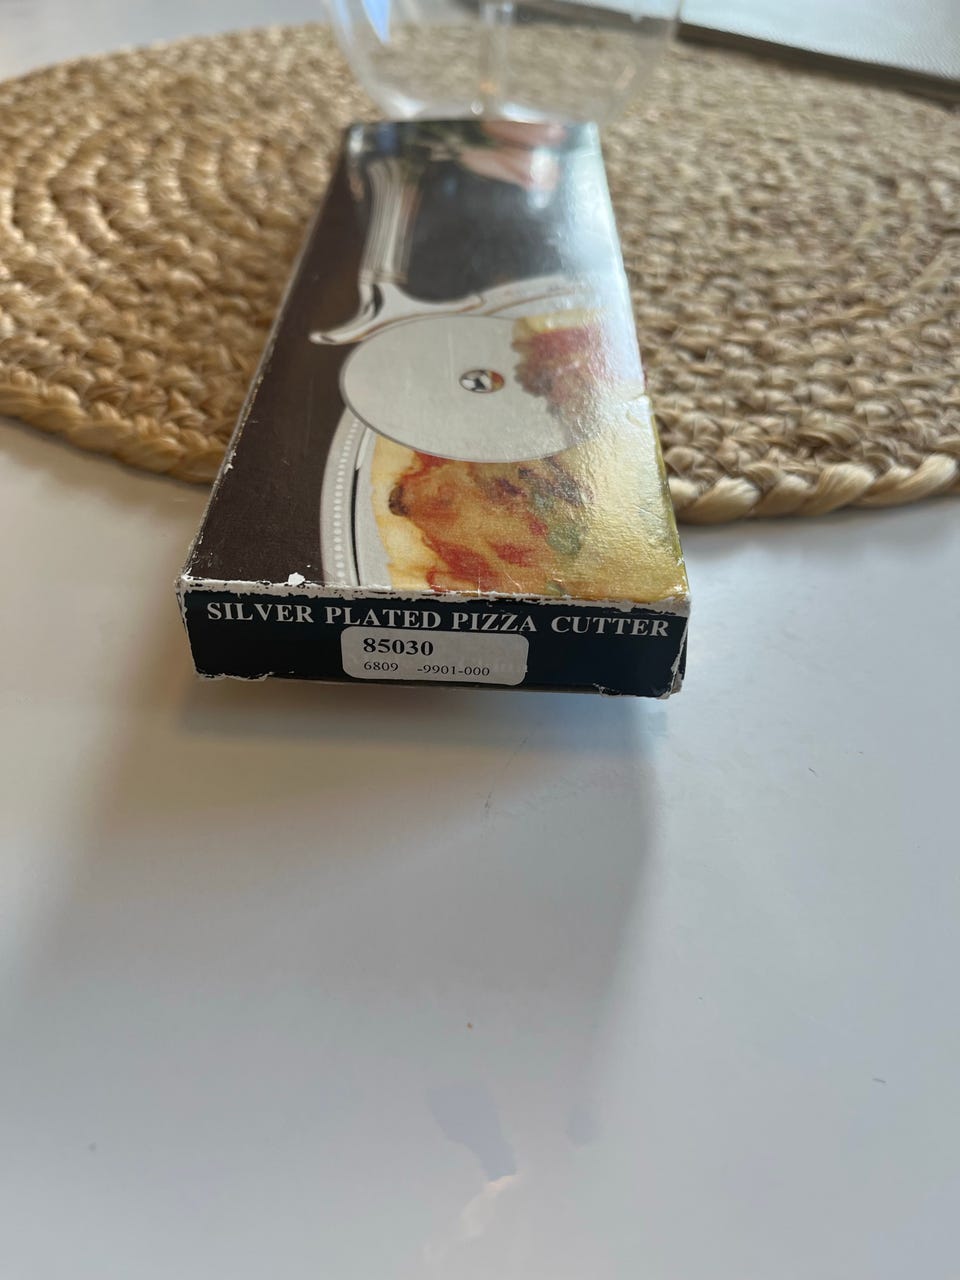 SILVER PLATED PIZZA CUTTER
85030
6809 -9901-000